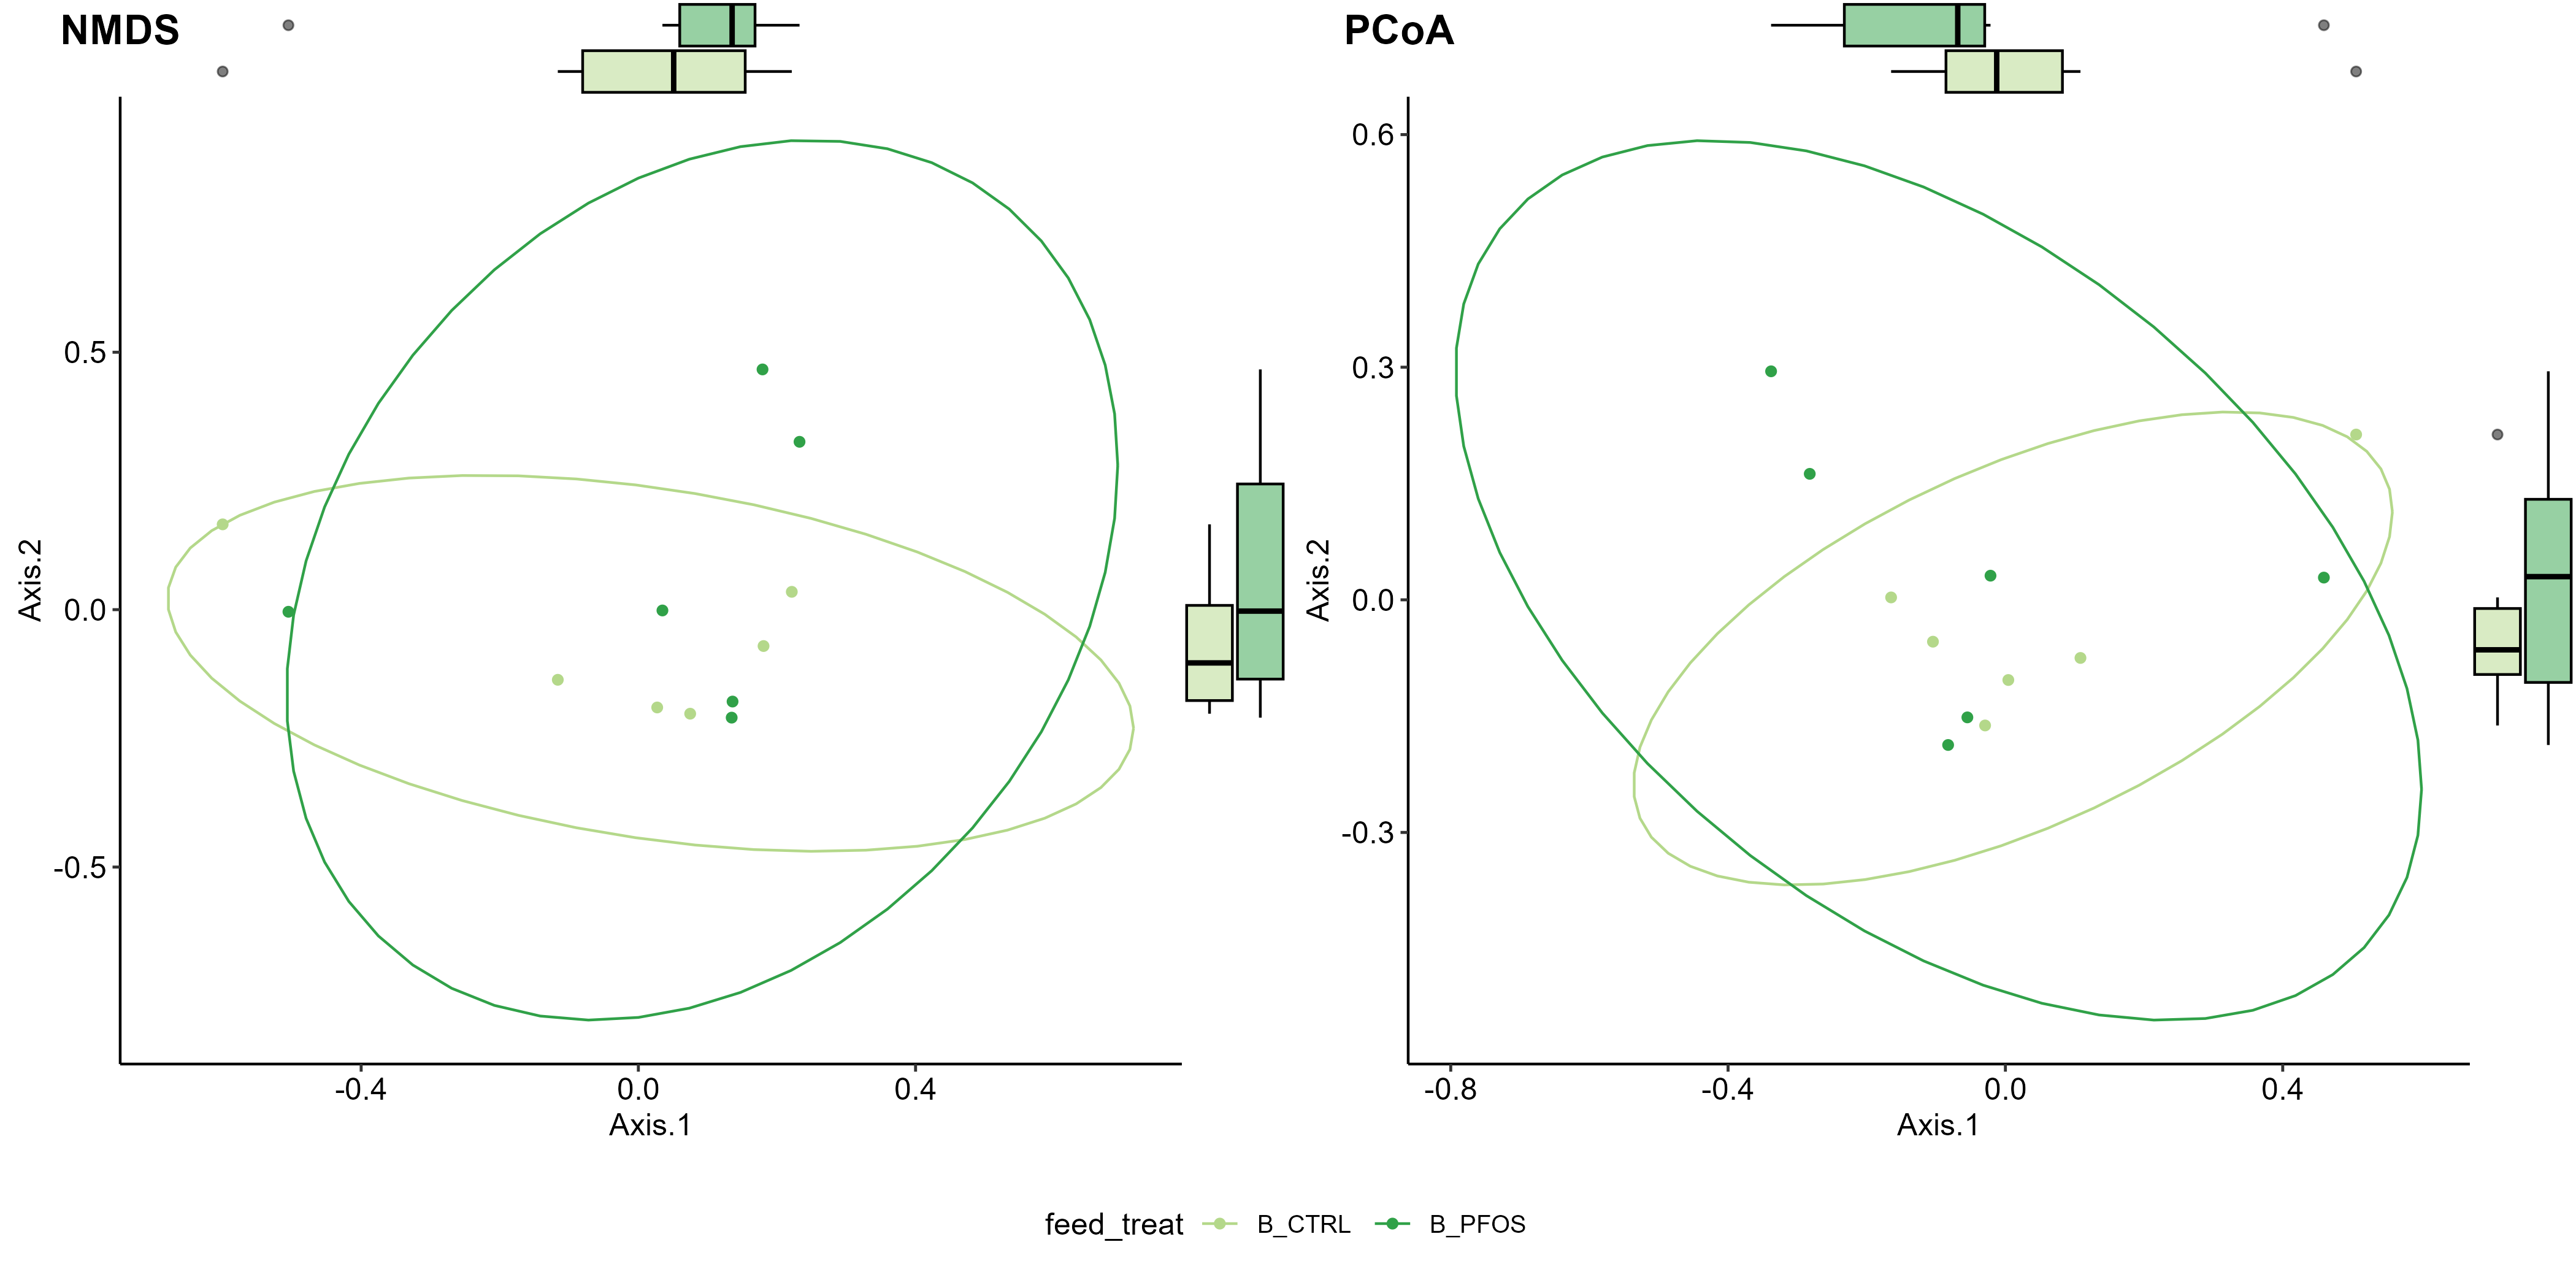 NMDS
0.5
0.0
-0.5
Axis.2
-0.4 0.0 0.4
Axis.1
PCoA
0.6
0.3
0.0
-0.3
Axis.2
-0.8 -0.4 0.0 0.4
Axis.1
feed_treat B_CTRL B_PFOS